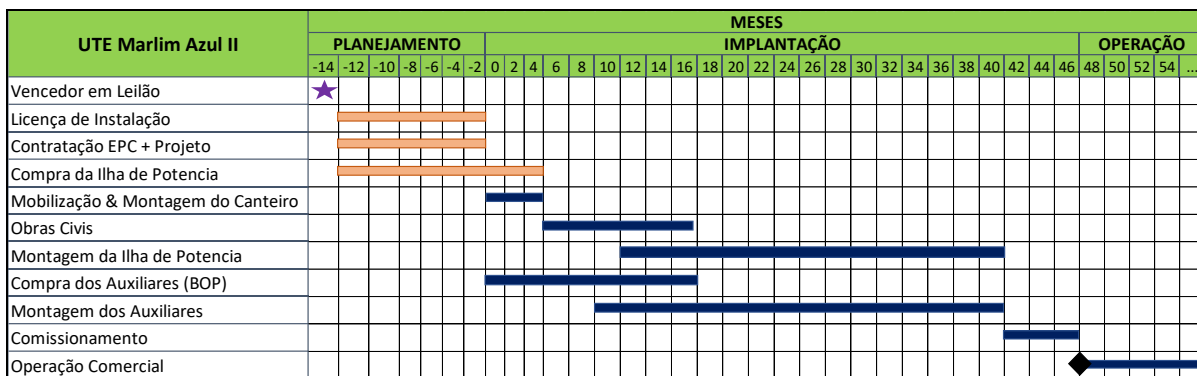 MESES
UTE Marlim Azul II
PLANEJAMENTO IMPLANTAÇÃO OPERAÇÃO
-14 -12 -10 -8 -6 -4 -2 0 2 4 6 8 10 12 14 16 18 20 22 24 26 28 30 32 34 36 38 40 42 44 46 48 50 52 54 ...
Vencedor em Leilão
Licença de Instalação
Contratação EPC + Projeto
Compra da Ilha de Potencia
Mobilização & Montagem do Canteiro
Obras Civis
Montagem da Ilha de Potencia
Compra dos Auxiliares (BOP)
Montagem dos Auxiliares
Comissionamento
Operação Comercial